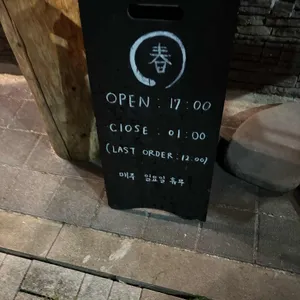 春
OPEN : 17:00
CLOSE : 01:00
(LAST ORDER : 12:00)
매주 일요일 휴무